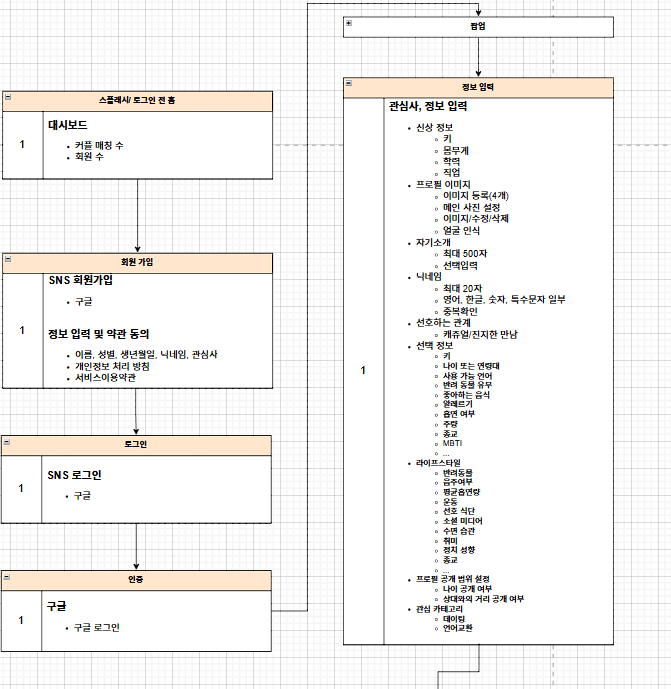 스플래시/ 로그인 전 홈
1
대시보드
커플 매칭 수
회원 수
회원 가입
1
SNS 회원가입
구글
정보 입력 및 약관 동의
이름, 성별, 생년월일, 닉네임, 관심사
개인정보 처리 방침
서비스이용약관
로그인
1
SNS 로그인
구글
인증
1
구글
구글 로그인
팝업
정보 입력
1
관심사, 정보 입력
신상 정보
키
몸무게
학력
직업
프로필 이미지
이미지 등록(4개)
메인 사진 설정
이미지/수정/삭제
얼굴 인식
자기소개
최대 500자
선택입력
닉네임
최대 20자
영어, 한글, 숫자, 특수문자 일부
중복확인
선호하는 관계
캐쥬얼/진지한 만남
선택 정보
키
나이 또는 연령대
사용 가능 언어
반려 동물 유무
좋아하는 음식
알레르기
흡연 여부
주량
종교
MBTI
...
라이프스타일
반려동물
음주여부
평균흡연량
운동
선호 식단
소셜 미디어
수면 습관
취미
정치 성향
종교
...
프로필 공개 범위 설정
나이 공개 여부
상대와의 거리 공개 여부
관심 카테고리
데이팅
언어교환